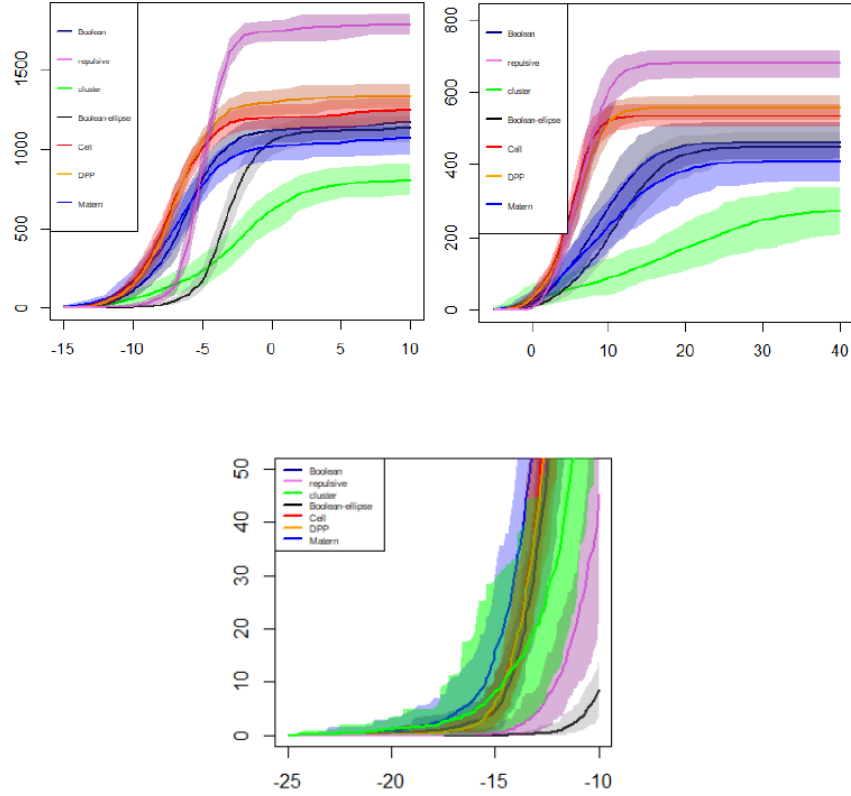 Boolean
repulsive
cluster
Boolean-ellipse
Cell
DPP
Matern
0
500
1000
1500
-15
-10
-5
0
5
10
Boolean
repulsive
cluster
Boolean-ellipse
Cell
DPP
Matern
0
200
400
600
800
0
10
20
30
40
Boolean
repulsive
cluster
Boolean-ellipse
Cell
DPP
Matern
0
10
20
30
40
50
-25
-20
-15
-10